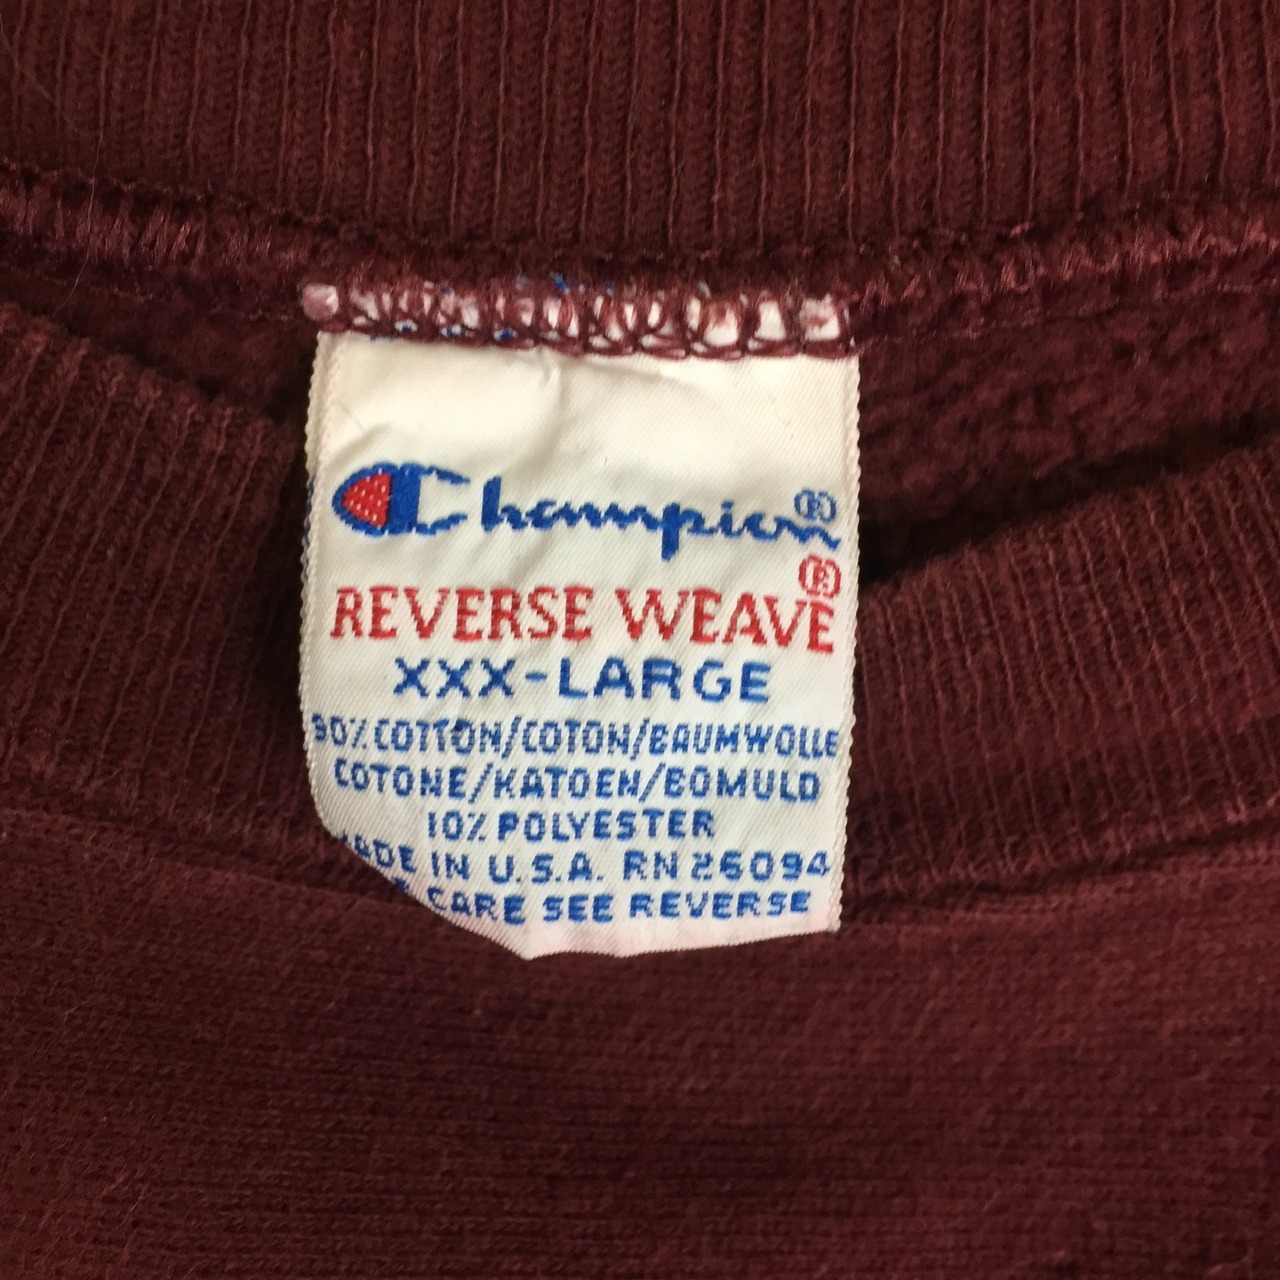 Champion®
REVERSE WEAVE®
XXX-LARGE
90% COTTON/COTON/BAUMWOLLE
COTONE/KATOEN/BOMULD
10% POLYESTER
MADE IN U.S.A. RN 26094
CARE SEE REVERSE